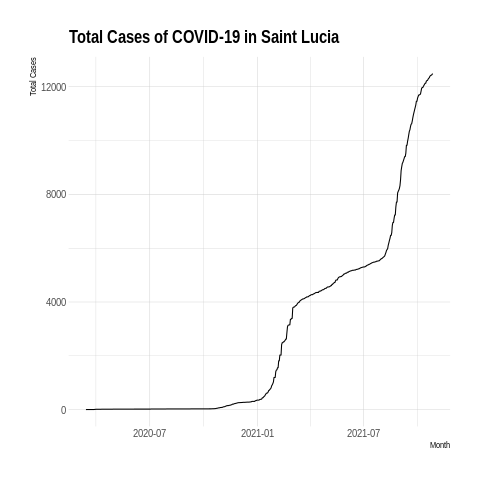 Total Cases of COVID-19 in Saint Lucia
Total Cases
12000
8000
4000
0
2020-07 2021-01 2021-07
Month